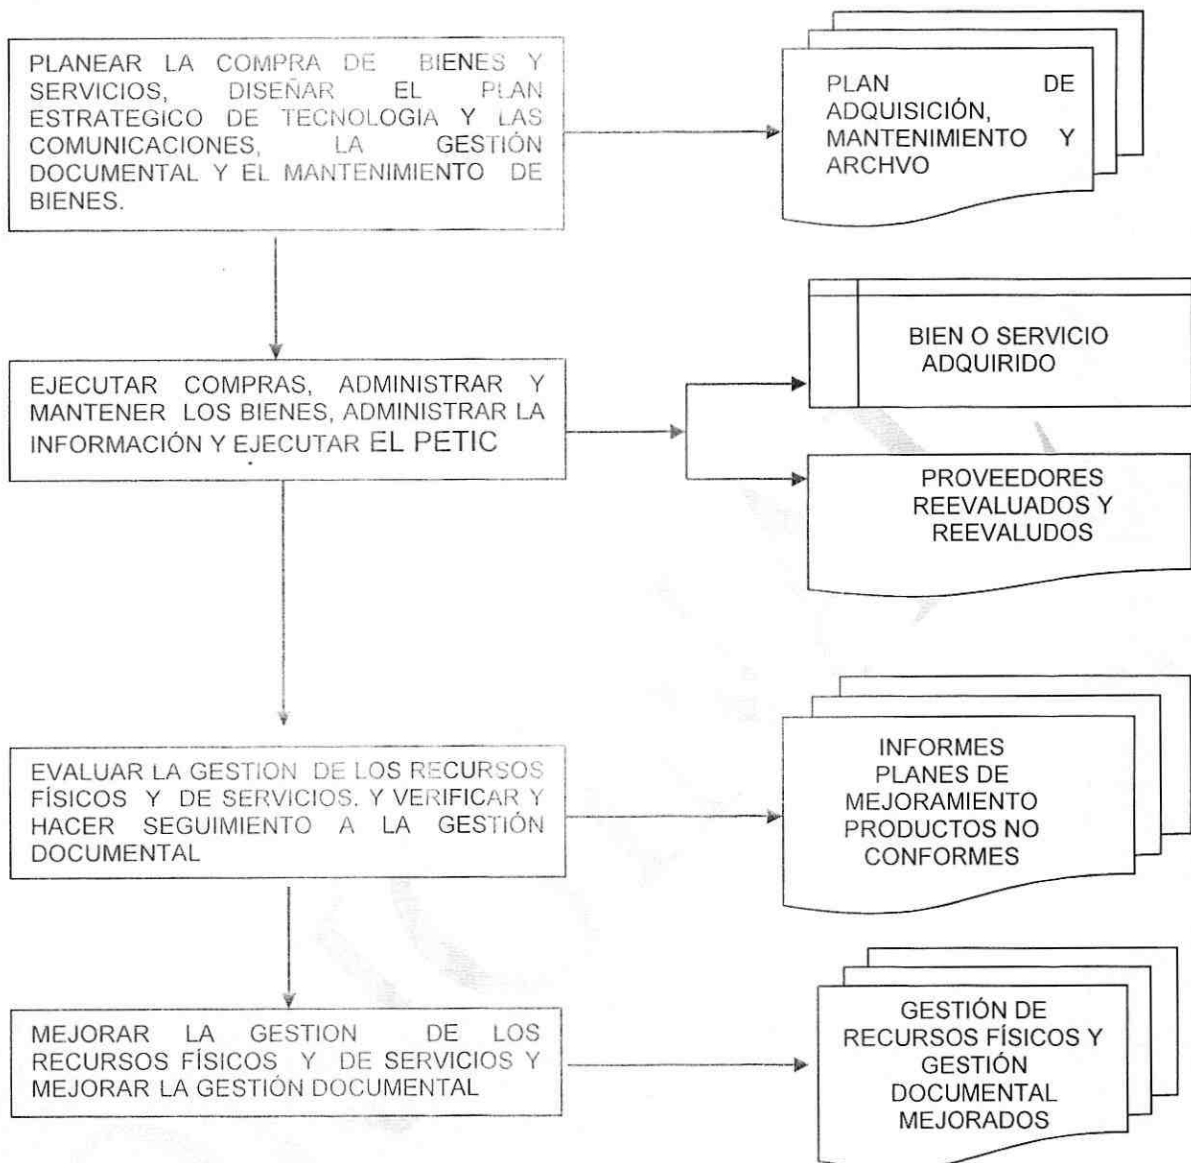 PLANEAR LA COMPRA DE BIENES Y
SERVICIOS, DISEÑAR EL PLAN
ESTRATEGICO DE TECNOLOGIA Y LAS
COMUNICACIONES, LA GESTIÓN
DOCUMENTAL Y EL MANTENIMIENTO DE
BIENES.
PLAN DE
ADQUISICIÓN,
MANTENIMIENTO Y
ARCHVO
EJECUTAR COMPRAS, ADMINISTRAR Y
MANTENER LOS BIENES, ADMINISTRAR LA
INFORMACIÓN Y EJECUTAR EL PETIC
BIEN O SERVICIO
ADQUIRIDO
PROVEEDORES
REEVALUADOS Y
REEVALUDOS
EVALUAR LA GESTION DE LOS RECURSOS
FÍSICOS Y DE SERVICIOS. Y VERIFICAR Y
HACER SEGUIMIENTO A LA GESTIÓN
DOCUMENTAL
INFORMES
PLANES DE
MEJORAMIENTO
PRODUCTOS NO
CONFORMES
MEJORAR LA GESTION DE LOS
RECURSOS FÍSICOS Y DE SERVICIOS Y
MEJORAR LA GESTIÓN DOCUMENTAL
GESTIÓN DE
RECURSOS FÍSICOS Y
GESTIÓN
DOCUMENTAL
MEJORADOS